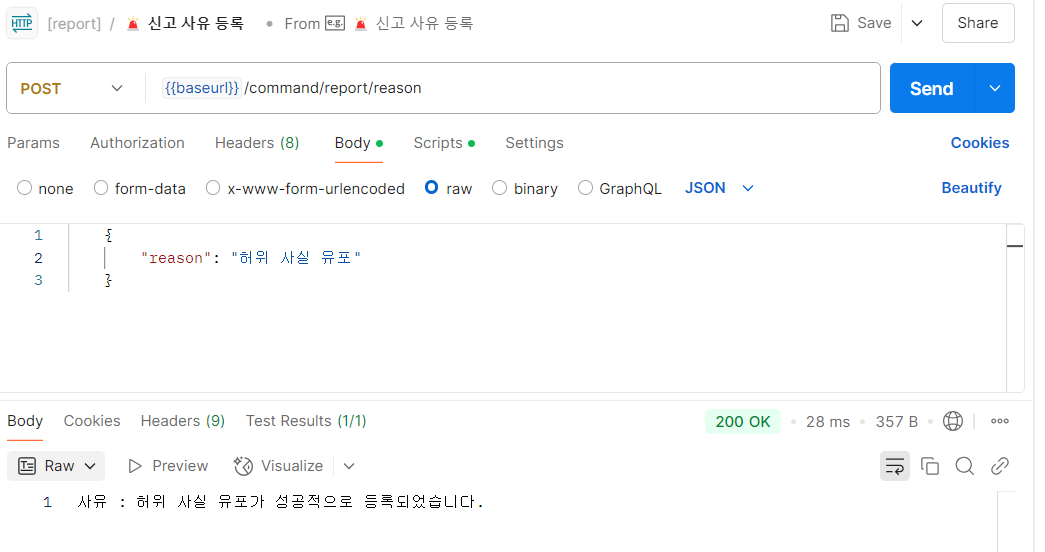 HTTP [report] / 🚨 신고 사유 등록 • From e.g. 🚨 신고 사유 등록 Save Share
POST {{baseurl}} /command/report/reason Send
Params Authorization Headers (8) Body Scripts Settings Cookies
none form-data x-www-form-urlencoded raw binary GraphQL JSON Beautify
1 {
2 "reason": "허위 사실 유포"
3 }
Body Cookies Headers (9) Test Results (1/1) 200 OK • 28 ms • 357 B
Raw Preview Visualize
1 사유 : 허위 사실 유포가 성공적으로 등록되었습니다.